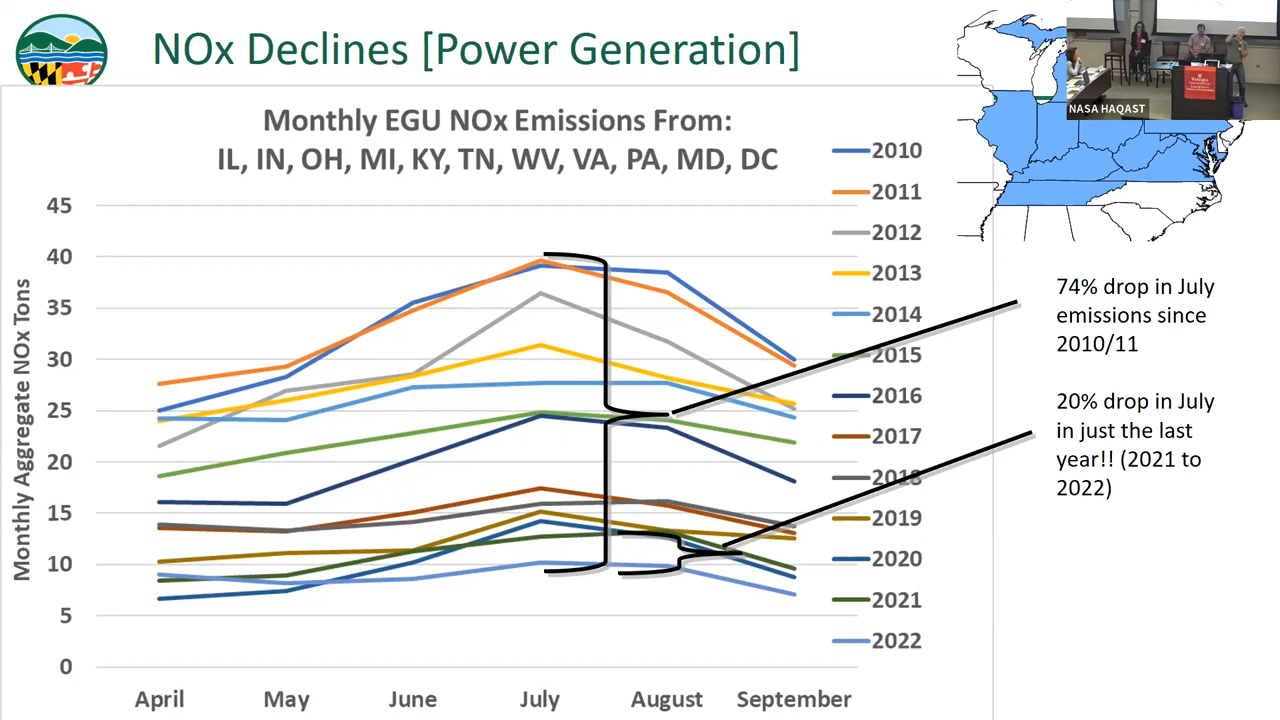 NOx Declines [Power Generation]
NASA HAQAST
Monthly EGU NOx Emissions From:
IL, IN, OH, MI, KY, TN, WV, VA, PA, MD, DC
Monthly Aggregate NOx Tons
45
40
35
30
25
20
15
10
5
0
April May June July August September
2010
2011
2012
2013
2014
2015
2016
2017
2018
2019
2020
2021
2022
74% drop in July
emissions since
2010/11
20% drop in July
in just the last
year!! (2021 to
2022)